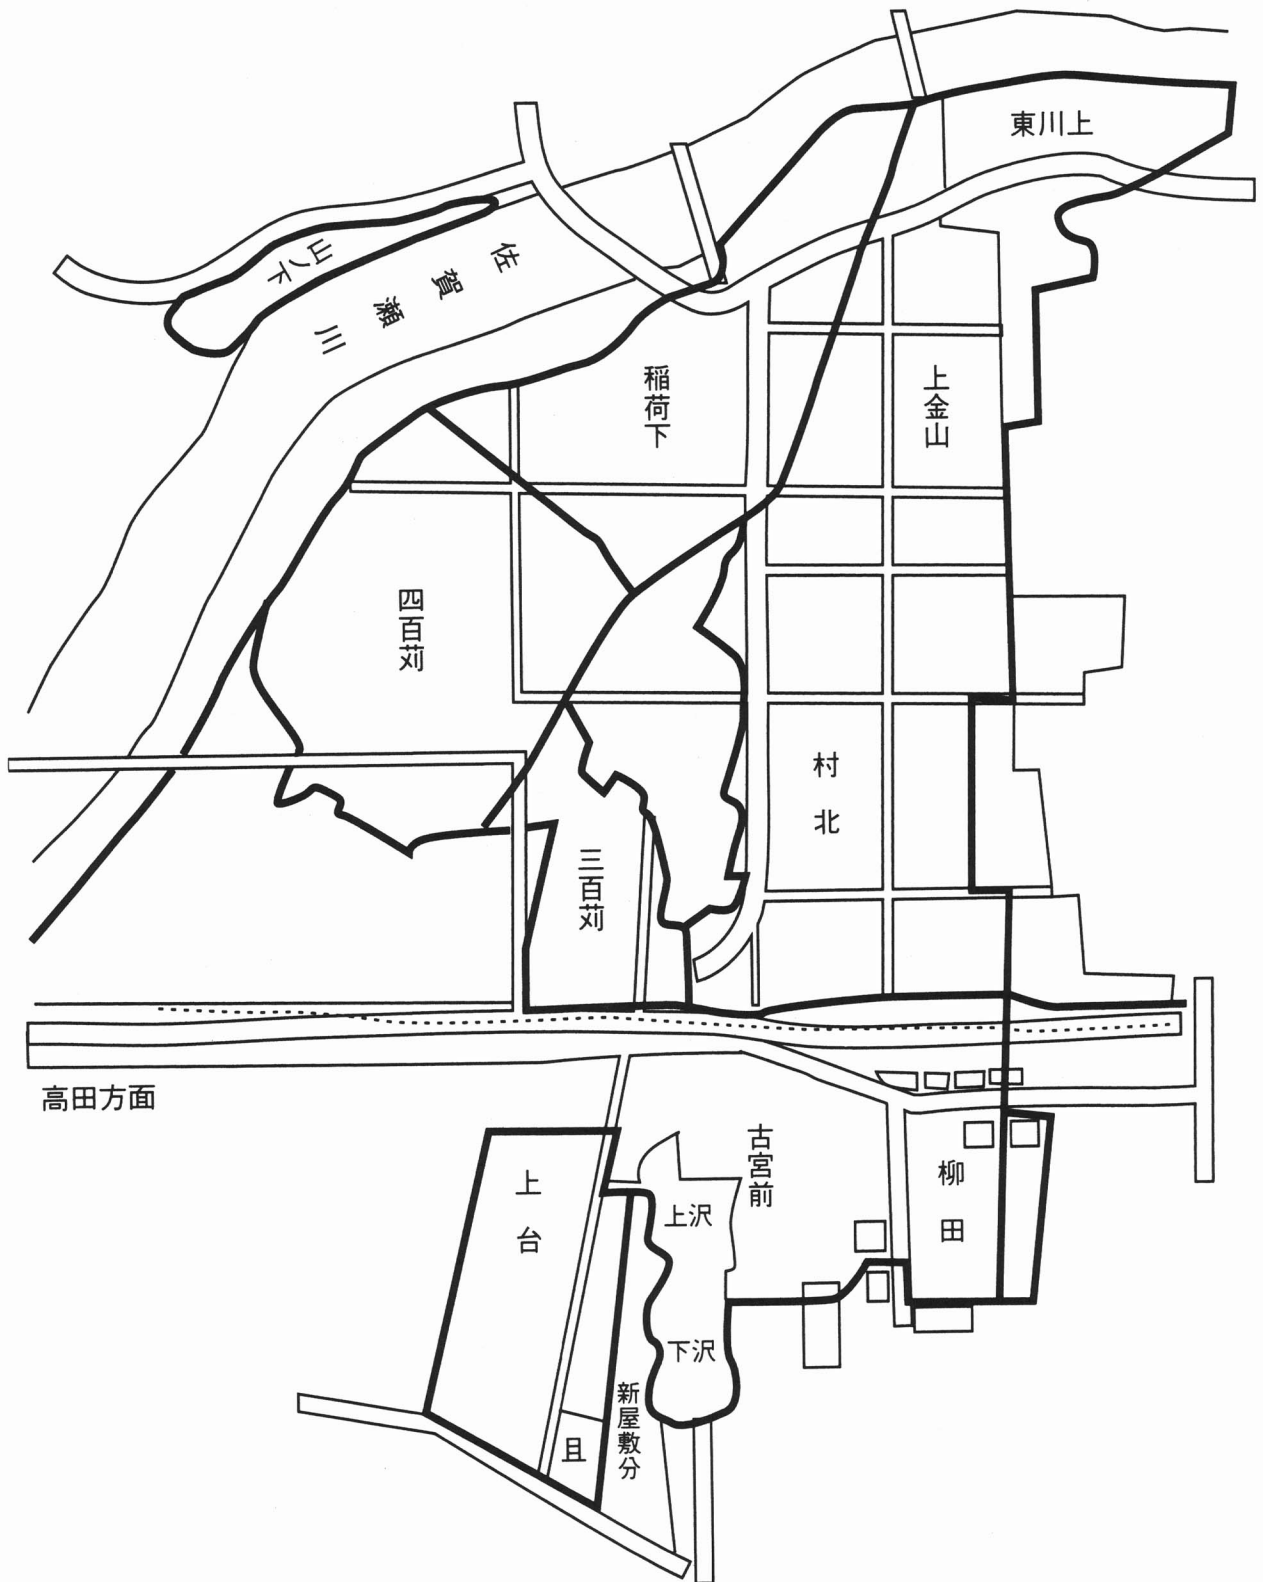 東川上
山ノ下
佐賀瀬川
稲荷下
上金山
四百苅
村北
三百苅
高田方面
古宮前
柳田
上台
上沢
下沢
新屋敷分
且